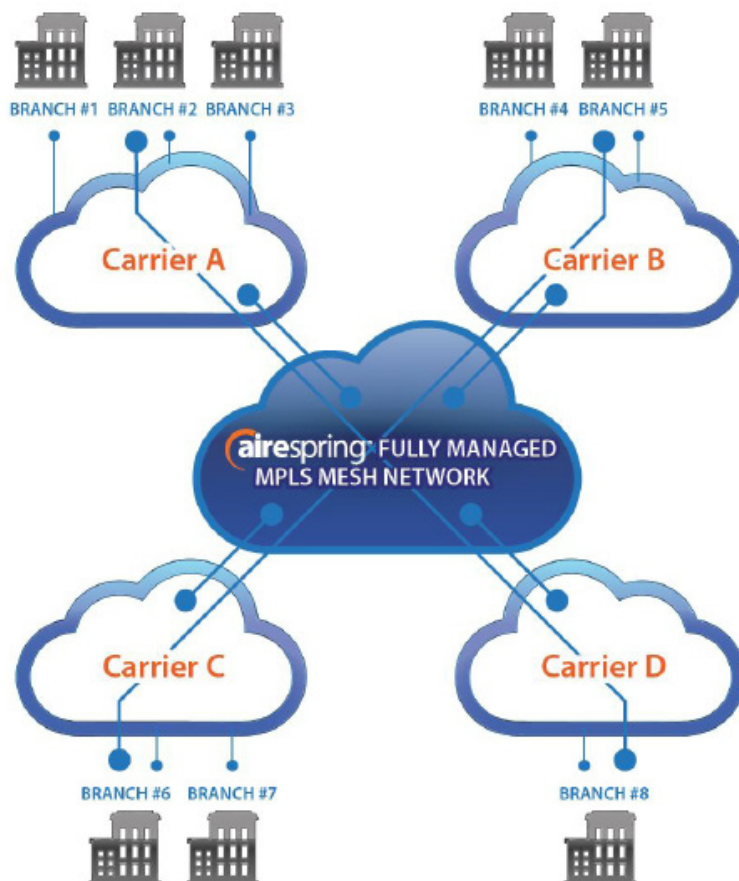 BRANCH #1 BRANCH #2 BRANCH #3
BRANCH #4 BRANCH #5
Carrier A
Carrier B
airespring FULLY MANAGED
MPLS MESH NETWORK
Carrier C
Carrier D
BRANCH #6 BRANCH #7
BRANCH #8